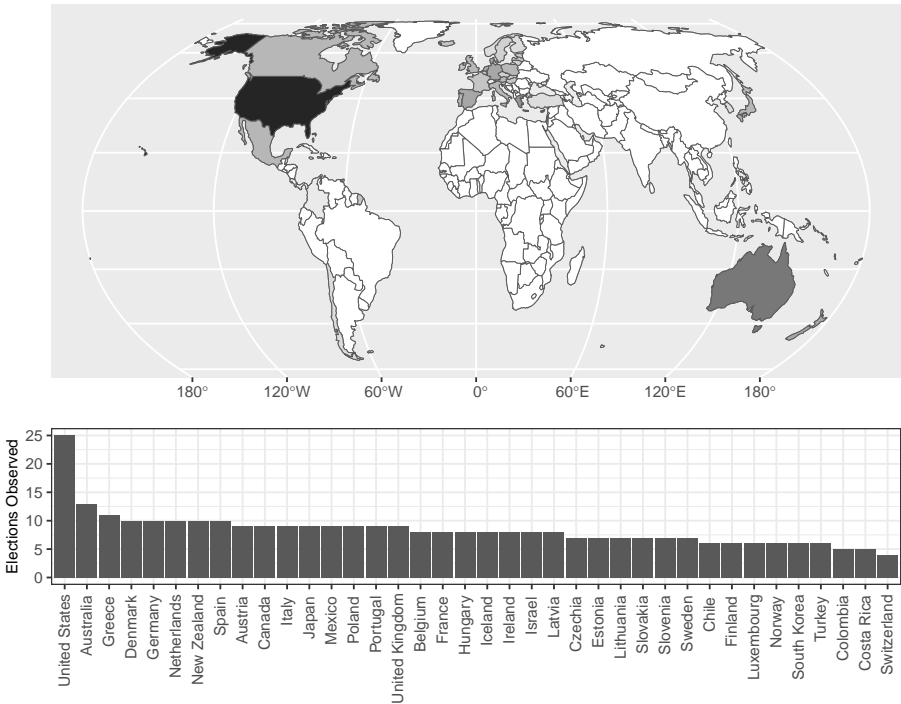 180° 120°W 60°W 0° 60°E 120°E 180°
Elections Observed
25
20
15
10
5
0
United States
Australia
Greece
Denmark
Germany
Netherlands
New Zealand
Spain
Austria
Canada
Italy
Japan
Mexico
Poland
Portugal
United Kingdom
Belgium
France
Hungary
Iceland
Ireland
Israel
Latvia
Czechia
Estonia
Lithuania
Slovakia
Slovenia
Sweden
Chile
Finland
Luxembourg
Norway
South Korea
Turkey
Colombia
Costa Rica
Switzerland